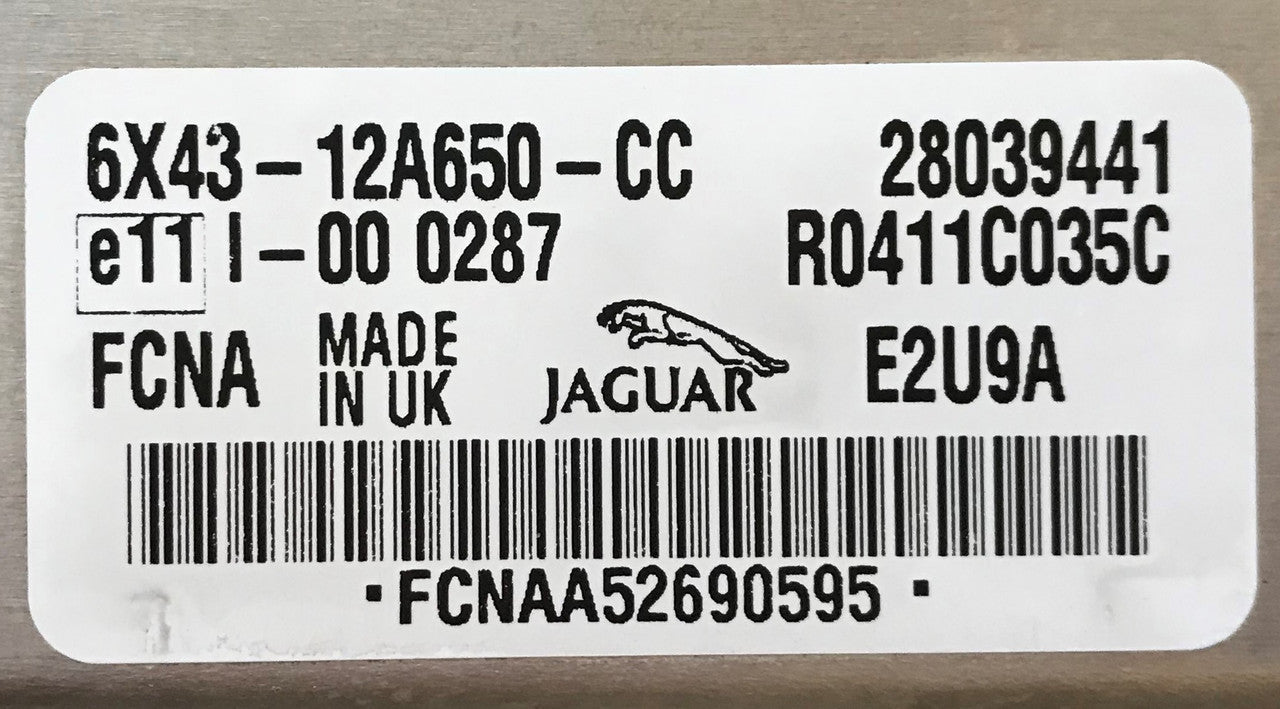 6X43-12A650-CC 28039441
e11 I-00 0287 R0411C035C
FCNA MADE IN UK JAGUAR E2U9A
·FCNAA52690595·